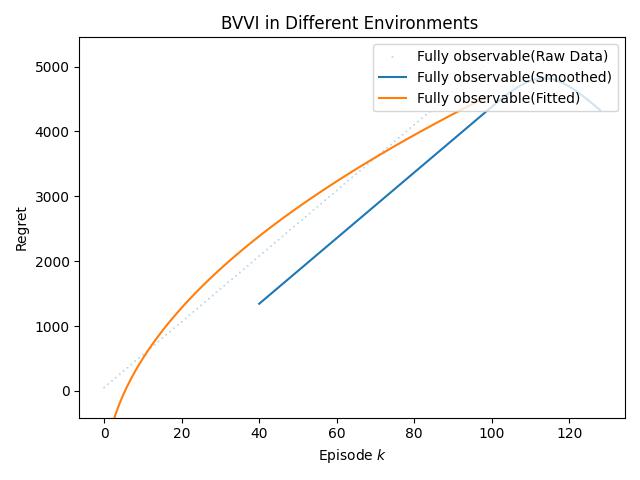 BVVI in Different Environments
Fully observable(Raw Data)
Fully observable(Smoothed)
Fully observable(Fitted)
5000
4000
3000
2000
1000
0
Regret
0 20 40 60 80 100 120
Episode k